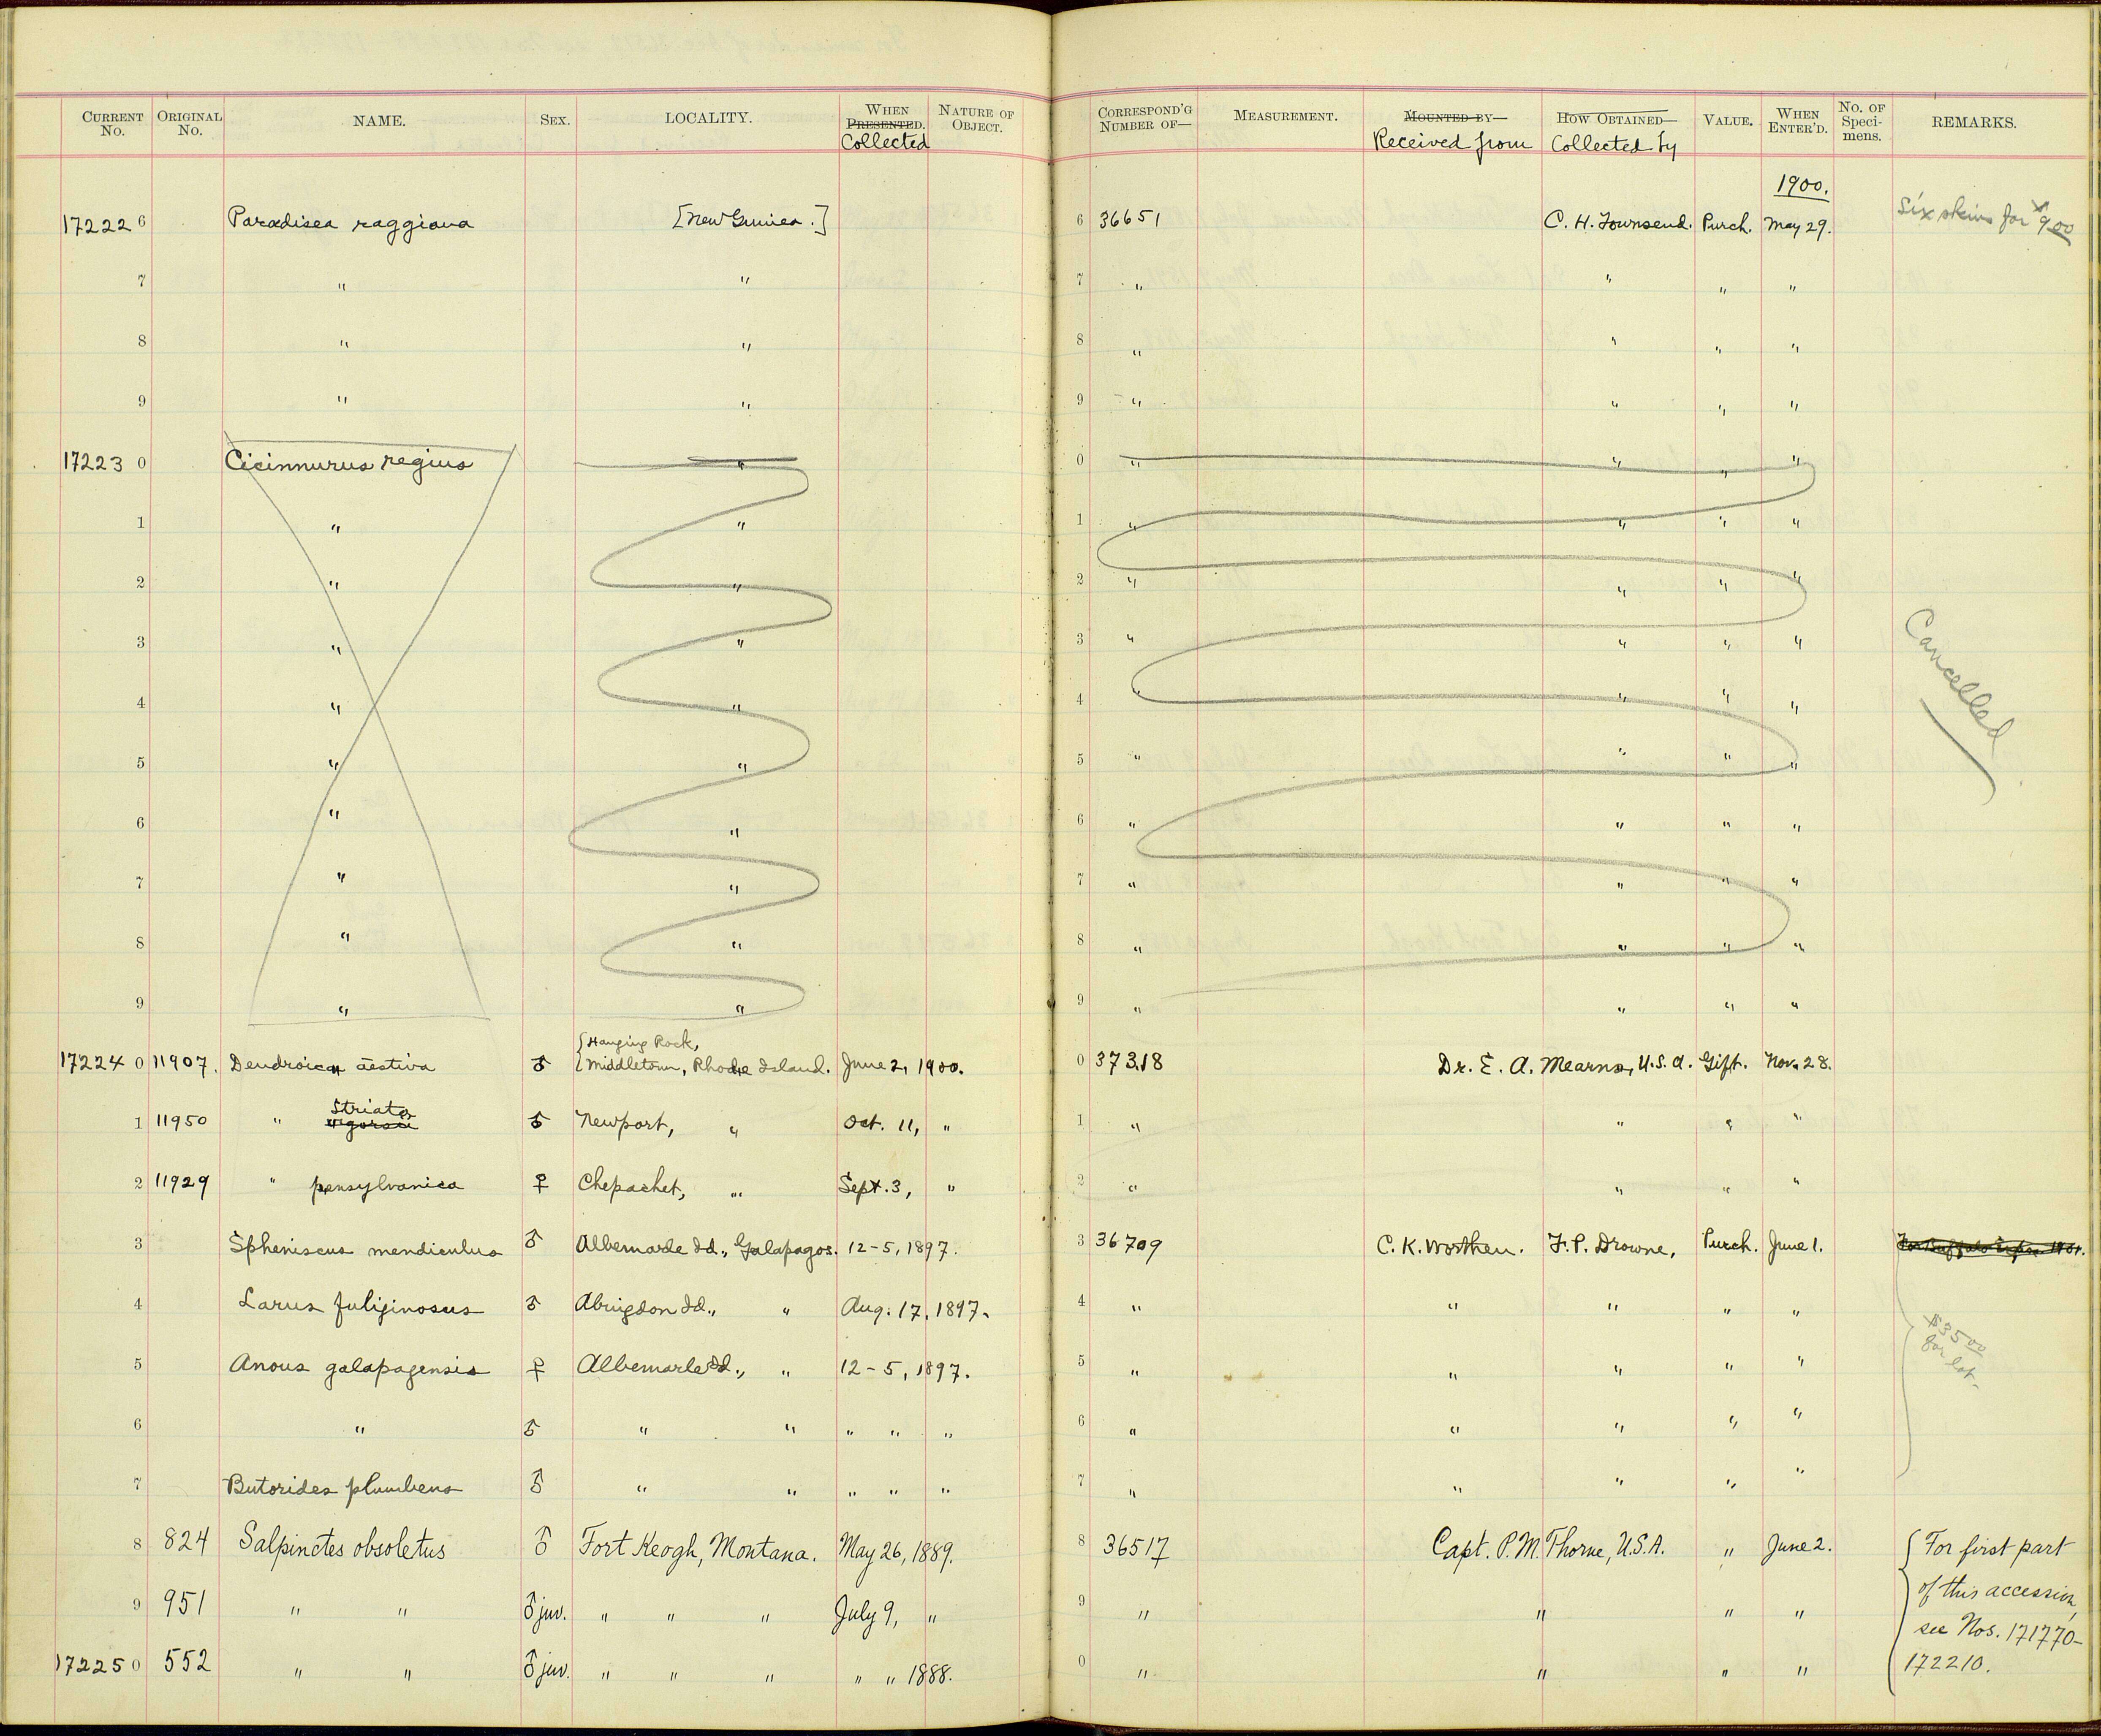 CURRENT No. ORIGINAL No. NAME. SEX. LOCALITY. WHEN PRESENTED. Collected NATURE OF OBJECT. CORRESPOND'G NUMBER OF— MEASUREMENT. MOUNTED BY— Received from HOW OBTAINED— Collected by VALUE. WHEN ENTER'D. No. OF Specimens. REMARKS.
1900.
17222 6 Paradisea raggiana [New Guinea.] 6 36651 C. H. Townsend. Purch. May 29. Six skins for $9.00
7 " " 7 " " " "
8 " " 8 " " " "
9 " " 9 " " " "
17223 0 Cicinnurus regius " 0 " " " "
1 " " 1 " " " "
2 " " 2 " " " "
3 " " 3 " " " "
4 " " 4 " " " "
Cancelled
5 " " 5 " " " "
6 " " 6 " " " "
7 " " 7 " " " "
8 " " 8 " " " "
9 " " 9 " " " "
17224 0 11907. Dendroica æstiva ♂ {Hanging Rock, Middletown, Rhode Island. June 2, 1900. 0 37318 Dr. E. A. Mearns, U.S.A. Gift. Nov. 28.
1 11950 " striata vigorsii ♂ Newport, " Oct. 11, " 1 " " " "
2 11929 " pensylvanica ♀ Chepachet, " Sept. 3, " 2 " " " "
3 Spheniscus mendiculus ♂ Albemarle Id., Galapagos. 12-5, 1897. 3 36709 C. K. Worthen. F. P. Drowne, Purch. June 1.
4 Larus fuliginosus ♂ Abingdon Id., " Aug. 17, 1897. 4 " " " " "
$35.00 for lot.
5 Anous galapagensis ♀ Albemarle Id., " 12-5, 1897. 5 " " " " "
6 " ♂ " " " " " 6 " " " " "
7 Butorides plumbeus ♂ " " " " " 7 " " " " "
8 824 Salpinctes obsoletus ♂ Fort Keogh, Montana. May 26, 1889. 8 36517 Capt. P. M. Thorne, U.S.A. " June 2. { For first part
of this accession,
9 951 " " ♂ juv. " " " July 9, " 9 " " " "
see Nos. 171770-
17225 0 552 " " ♂ juv. " " " " " 1888. 0 " " " " 172210.